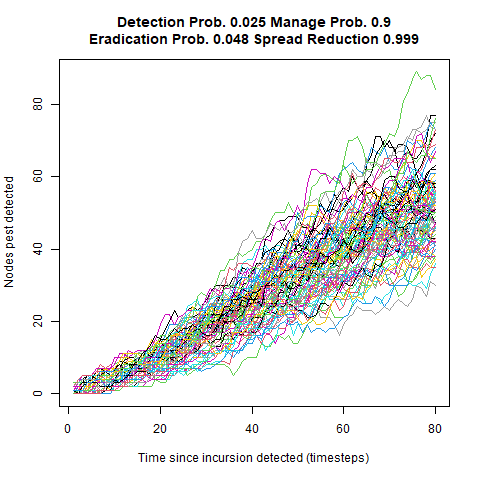 Detection Prob. 0.025 Manage Prob. 0.9
Eradication Prob. 0.048 Spread Reduction 0.999
Nodes pest detected
80
60
40
20
0
0 20 40 60 80
Time since incursion detected (timesteps)